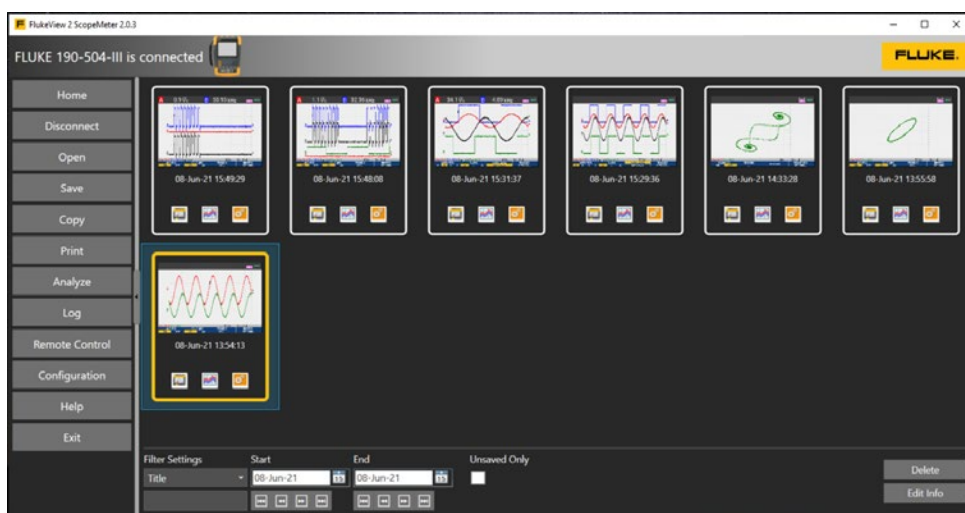 FlukeView 2 ScopeMeter 2.0.3
FLUKE 190-504-III is connected
FLUKE.
Home
Disconnect
Open
Save
Copy
Print
Analyze
Log
Remote Control
Configuration
Help
Exit
08-Jun-21 15:49:29
08-Jun-21 15:48:08
08-Jun-21 15:31:37
08-Jun-21 15:29:36
08-Jun-21 14:33:28
08-Jun-21 13:55:58
08-Jun-21 13:54:13
Filter Settings Start End Unsaved Only
Title 08-Jun-21 15 08-Jun-21 15
Delete
Edit Info